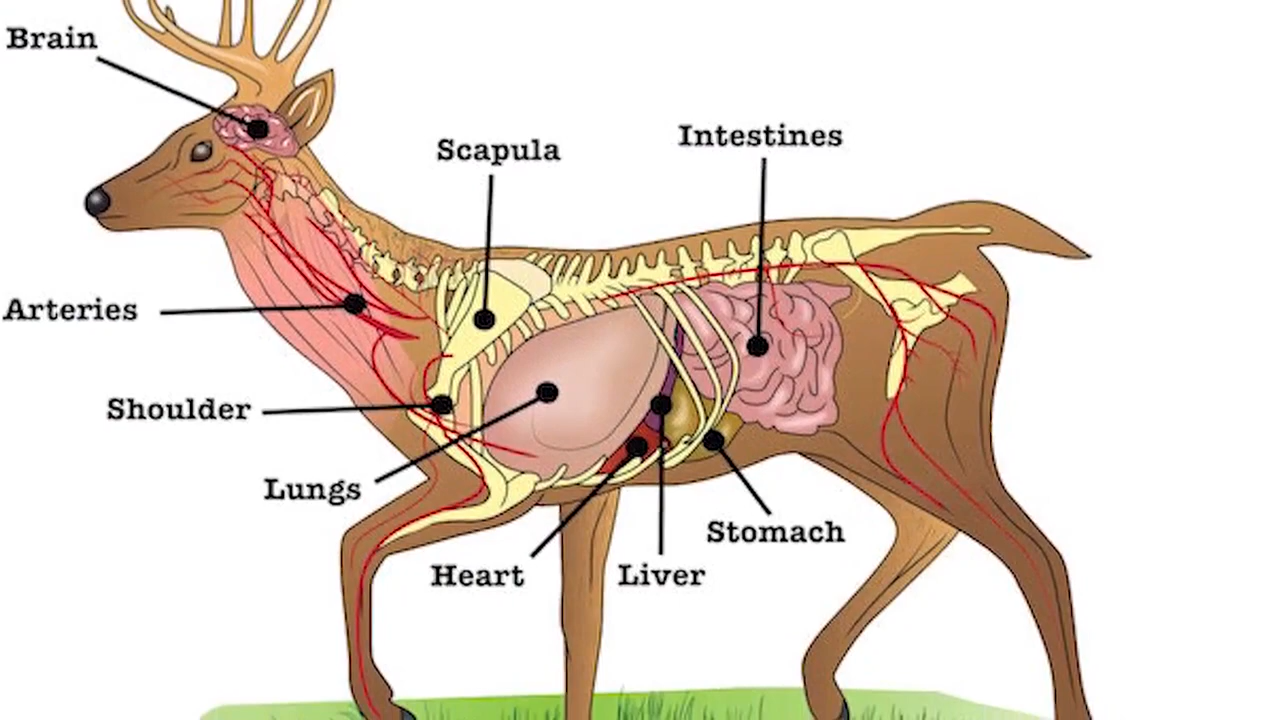 Brain
Scapula
Intestines
Arteries
Shoulder
Lungs
Stomach
Heart
Liver